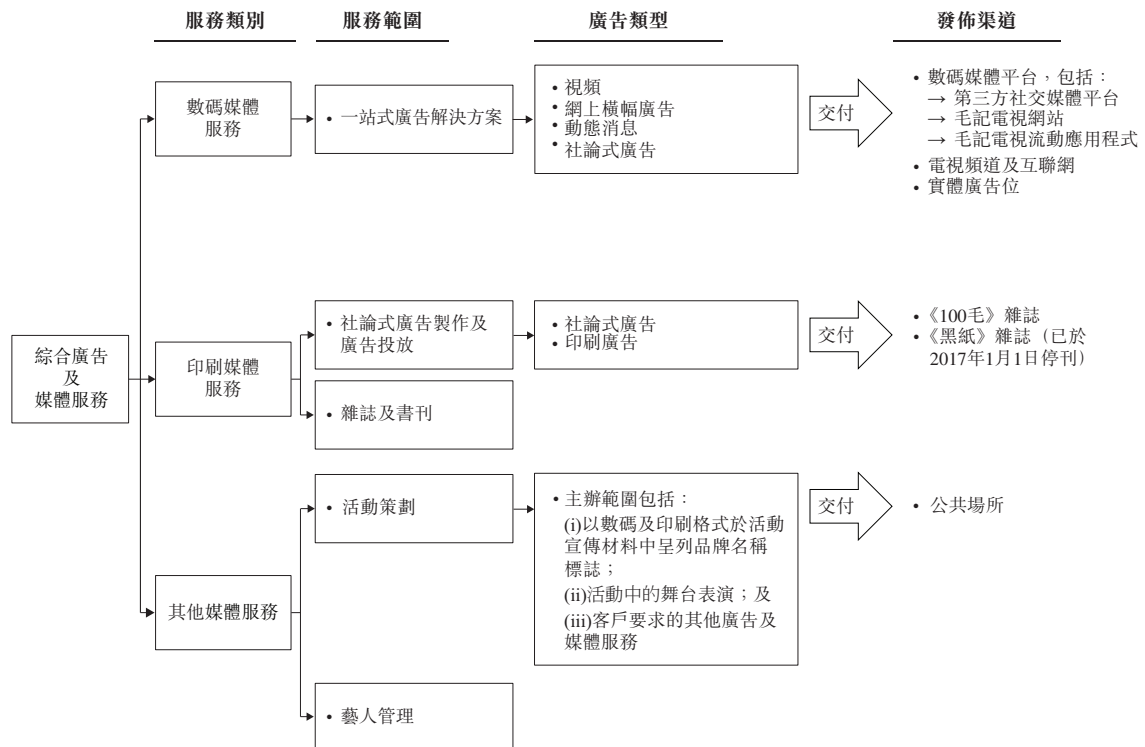 服務類別
服務範圍
廣告類型
發佈渠道
數碼媒體
服務
• 一站式廣告解決方案
• 視頻
• 網上橫幅廣告
• 動態消息
• 社論式廣告
交付
• 數碼媒體平台，包括：
→ 第三方社交媒體平台
→ 毛記電視網站
→ 毛記電視流動應用程式
• 電視頻道及互聯網
• 實體廣告位
綜合廣告
及
媒體服務
印刷媒體
服務
• 社論式廣告製作及
廣告投放
• 社論式廣告
• 印刷廣告
交付
• 《100毛》雜誌
• 《黑紙》雜誌（已於
2017年1月1日停刊）
• 雜誌及書刊
其他媒體服務
• 活動策劃
• 主辦範圍包括：
(i)以數碼及印刷格式於活動
宣傳材料中呈列品牌名稱
標誌；
(ii)活動中的舞台表演；及
(iii)客戶要求的其他廣告及
媒體服務
交付
• 公共場所
• 藝人管理